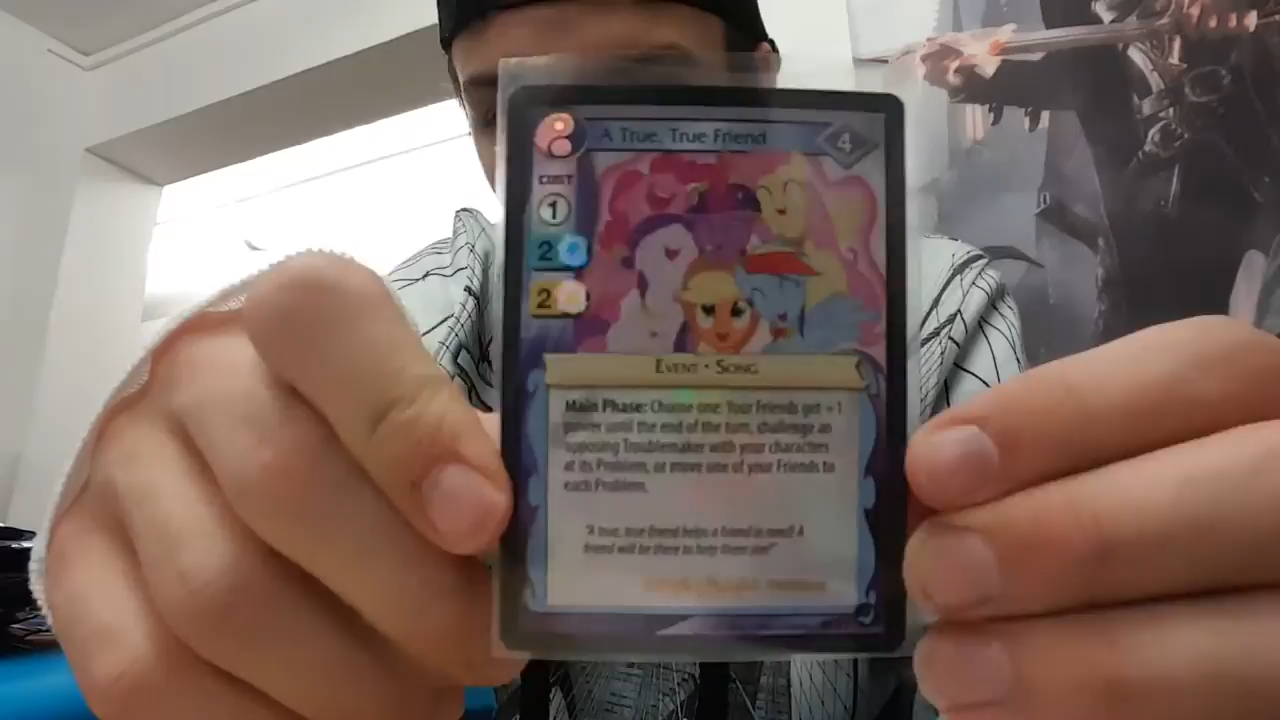 A True, True Friend
4
COST
1
2
2
EVENT • SONG
Main Phase: Choose one: Your Friends get +1
power until the end of the turn, challenge an
opposing Troublemaker with your characters
at its Problem, or move one of your Friends to
each Problem.
"A true, true friend helps a friend in need! A
friend will be there to help them see!"